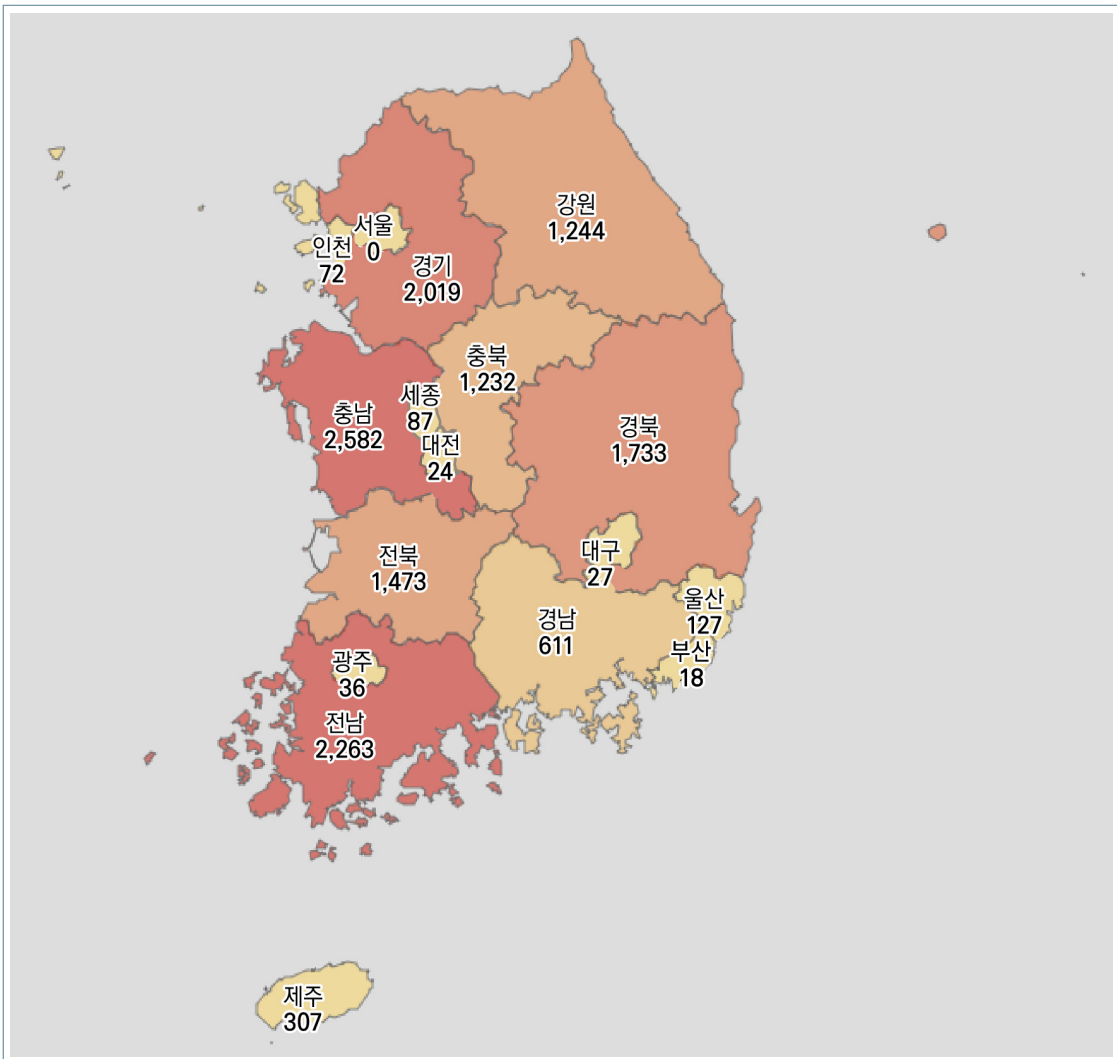 강원
1,244
서울
0
인천
72
경기
2,019
충북
1,232
세종
87
충남
2,582
대전
24
경북
1,733
대구
27
전북
1,473
울산
127
경남
611
부산
18
광주
36
전남
2,263
제주
307